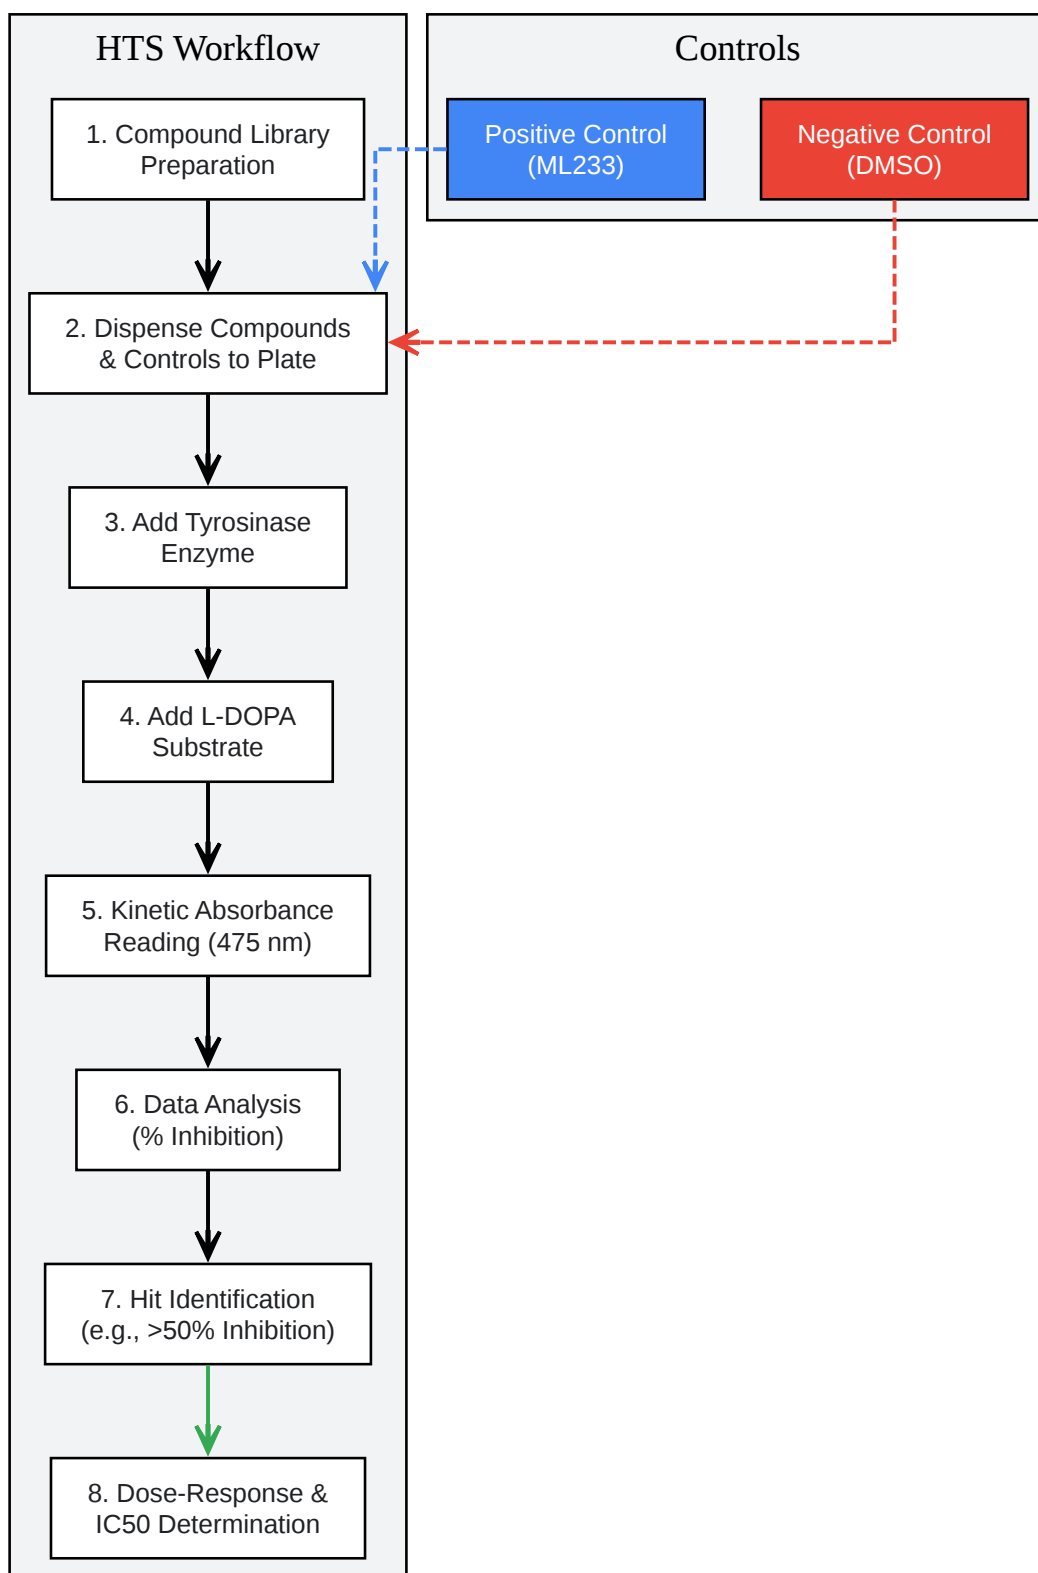 HTS Workflow
1. Compound Library
Preparation
2. Dispense Compounds
& Controls to Plate
3. Add Tyrosinase
Enzyme
4. Add L-DOPA
Substrate
5. Kinetic Absorbance
Reading (475 nm)
6. Data Analysis
(% Inhibition)
7. Hit Identification
(e.g., >50% Inhibition)
8. Dose-Response &
IC50 Determination
Controls
Positive Control
(ML233)
Negative Control
(DMSO)